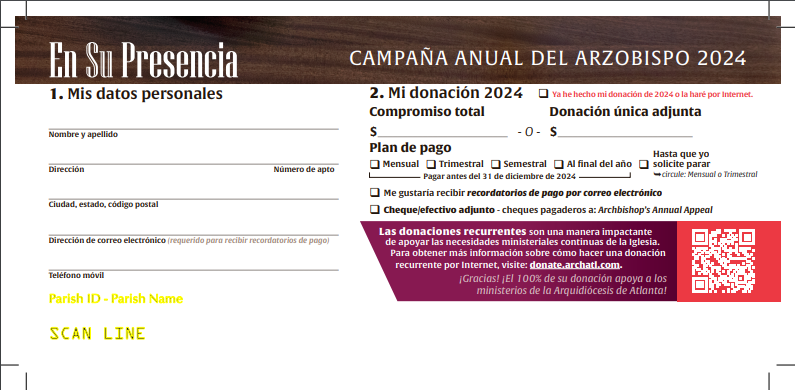 En Su Presencia
CAMPAÑA ANUAL DEL ARZOBISPO 2024
1. Mis datos personales
Nombre y apellido
Dirección Número de apto
Ciudad, estado, código postal
Dirección de correo electrónico (requerido para recibir recordatorios de pago)
Teléfono móvil
Parish ID - Parish Name
SCAN LINE
2. Mi donación 2024
Ya he hecho mi donación de 2024 o la haré por Internet.
Compromiso total Donación única adjunta
$ - O - $
Plan de pago
Mensual Trimestral Semestral Al final del año
Pagar antes del 31 de diciembre de 2024
Hasta que yo
solicite parar
circule: Mensual o Trimestral
Me gustaría recibir recordatorios de pago por correo electrónico
Cheque/efectivo adjunto - cheques pagaderos a: Archbishop's Annual Appeal
Las donaciones recurrentes son una manera impactante
de apoyar las necesidades ministeriales continuas de la Iglesia.
Para obtener más información sobre cómo hacer una donación
recurrente por Internet, visite: donate.archatl.com.
¡Gracias! ¡El 100% de su donación apoya a los
ministerios de la Arquidiócesis de Atlanta!